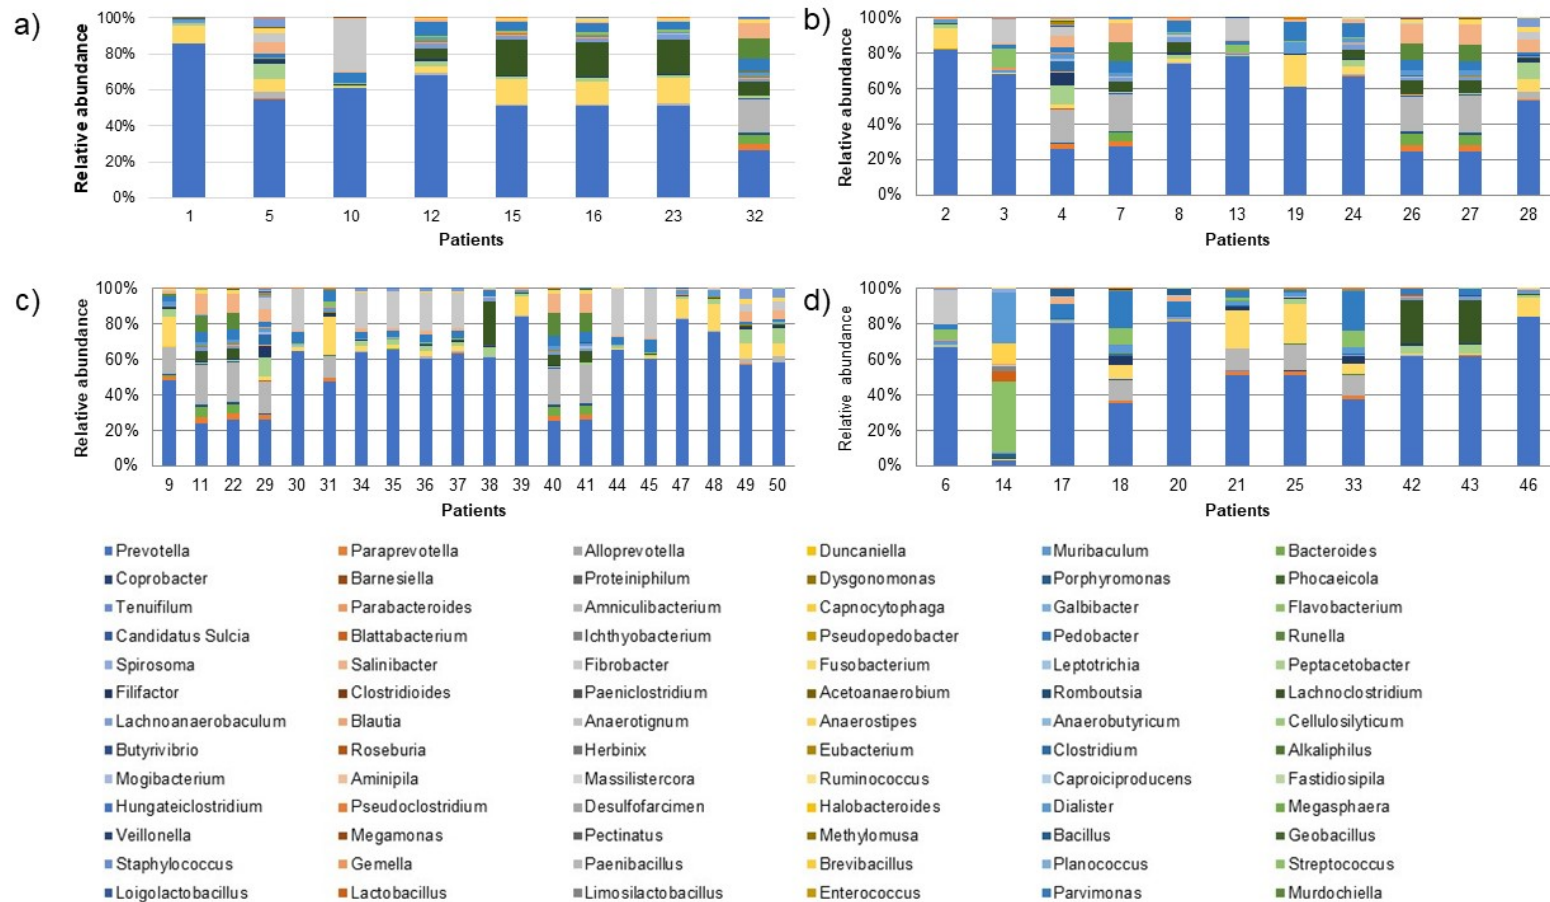 a)
Relative abundance
100%
80%
60%
40%
20%
0%
1 5 10 12 15 16 23 32
Patients
b)
Relative abundance
100%
80%
60%
40%
20%
0%
2 3 4 7 8 13 19 24 26 27 28
Patients
c)
Relative abundance
100%
80%
60%
40%
20%
0%
9 11 22 29 30 31 34 35 36 37 38 39 40 41 44 45 47 48 49 50
Patients
d)
Relative abundance
100%
80%
60%
40%
20%
0%
6 14 17 18 20 21 25 33 42 43 46
Patients
Prevotella Paraprevotella Alloprevotella Duncaniella Muribaculum Bacteroides
Coprobacter Barnesiella Proteiniphilum Dysgonomonas Porphyromonas Phocaeicola
Tenuifilum Parabacteroides Amniculibacterium Capnocytophaga Galbibacter Flavobacterium
Candidatus Sulcia Blattabacterium Ichthyobacterium Pseudopedobacter Pedobacter Runella
Spirosoma Salinibacter Fibrobacter Fusobacterium Leptotrichia Peptacetobacter
Filifactor Clostridioides Paeniclostridium Acetoanaerobium Romboutsia Lachnoclostridium
Lachnoanaerobaculum Blautia Anaerotignum Anaerostipes Anaerobutyricum Cellulosilyticum
Butyrivibrio Roseburia Herbinix Eubacterium Clostridium Alkaliphilus
Mogibacterium Aminipila Massilistercora Ruminococcus Caproiciproducens Fastidiosipila
Hungateiclostridium Pseudoclostridium Desulfofarcimen Halobacteroides Dialister Megasphaera
Veillonella Megamonas Pectinatus Methylomusa Bacillus Geobacillus
Staphylococcus Gemella Paenibacillus Brevibacillus Planococcus Streptococcus
Loigolactobacillus Lactobacillus Limosilactobacillus Enterococcus Parvimonas Murdochiella